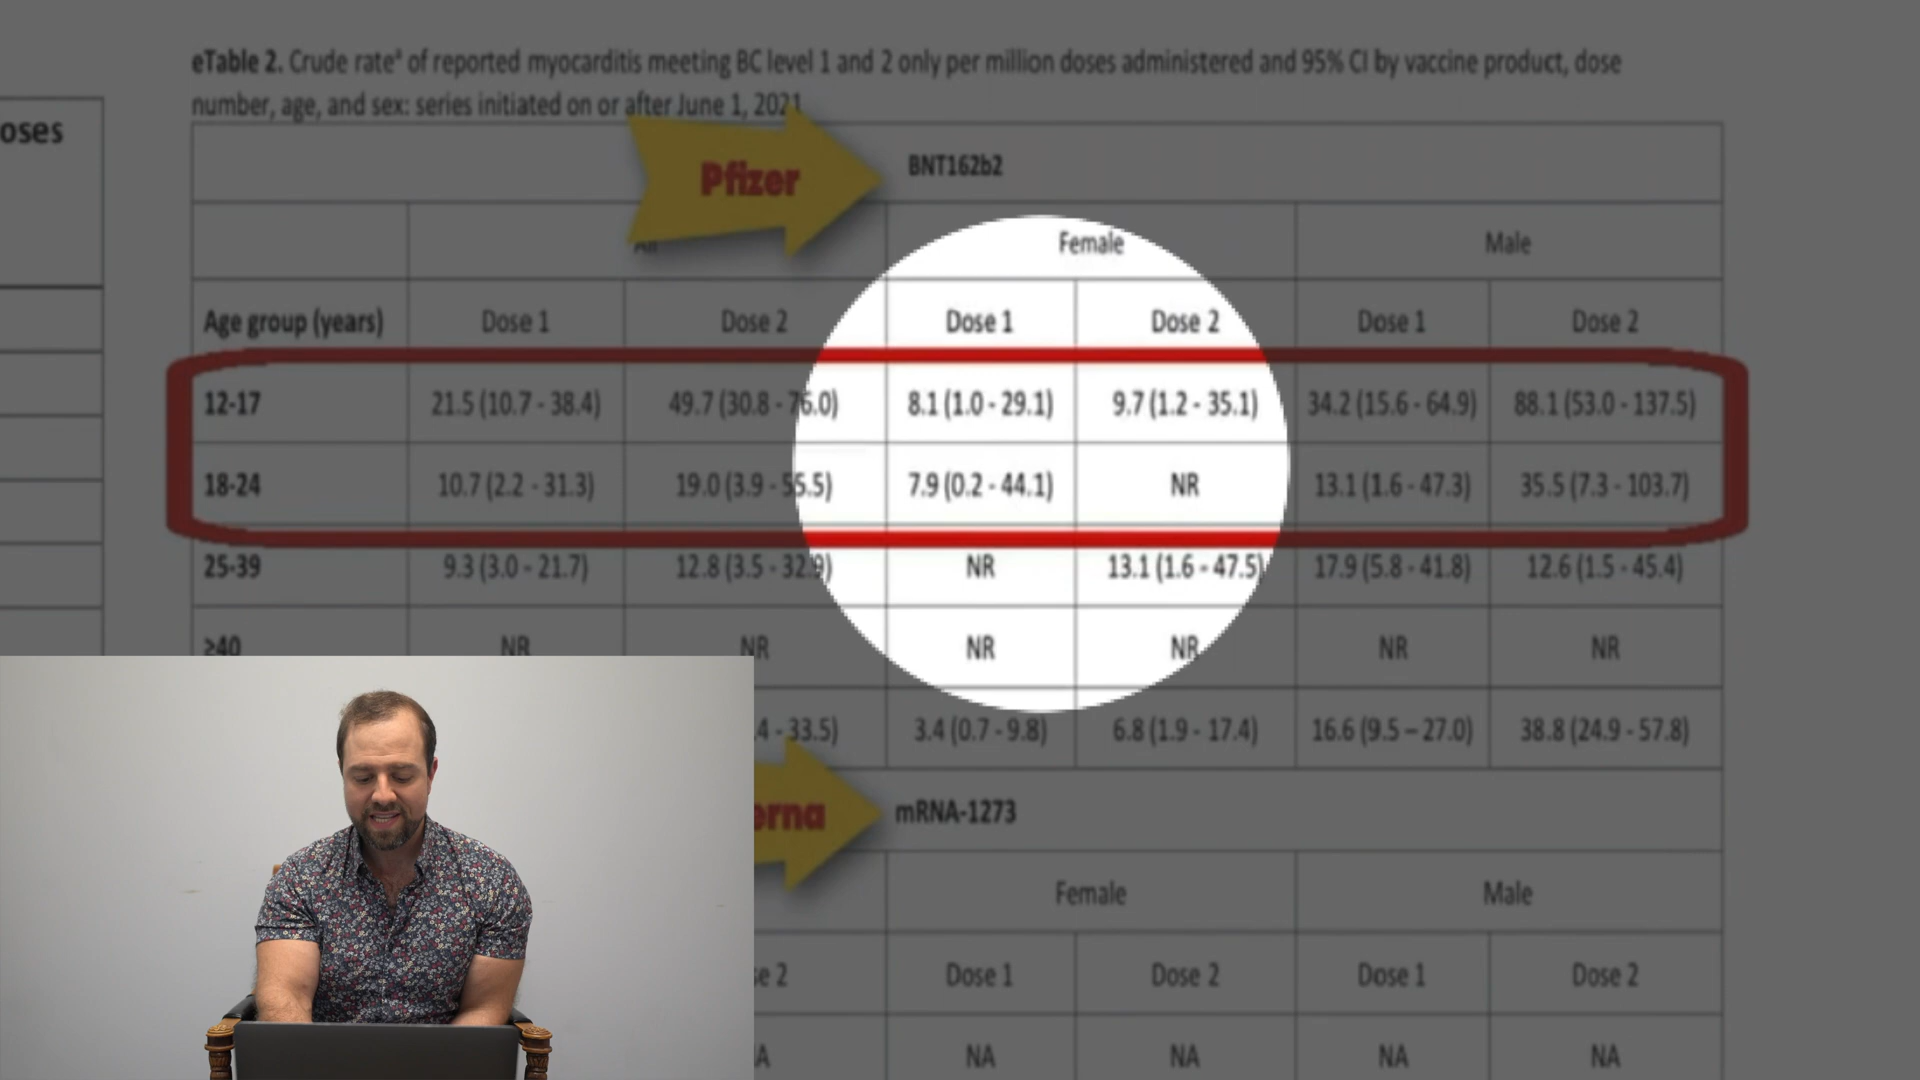 eTable 2. Crude rateª of reported myocarditis meeting BC level 1 and 2 only per million doses administered and 95% CI by vaccine product, dose
number, age, and sex: series initiated on or after June 1, 2021
oses
Pfizer
BNT162b2
All Female Male
Age group (years) Dose 1 Dose 2 Dose 1 Dose 2 Dose 1 Dose 2
12-17 21.5 (10.7 - 38.4) 49.7 (30.8 - 76.0) 8.1 (1.0 - 29.1) 9.7 (1.2 - 35.1) 34.2 (15.6 - 64.9) 88.1 (53.0 - 137.5)
18-24 10.7 (2.2 - 31.3) 19.0 (3.9 - 55.5) 7.9 (0.2 - 44.1) NR 13.1 (1.6 - 47.3) 35.5 (7.3 - 103.7)
25-39 9.3 (3.0 - 21.7) 12.8 (3.5 - 32.9) NR 13.1 (1.6 - 47.5) 17.9 (5.8 - 41.8) 12.6 (1.5 - 45.4)
≥40 NR NR NR NR NR NR
.4 - 33.5) 3.4 (0.7 - 9.8) 6.8 (1.9 - 17.4) 16.6 (9.5 – 27.0) 38.8 (24.9 - 57.8)
erna
mRNA-1273
Female Male
se 2 Dose 1 Dose 2 Dose 1 Dose 2
A NA NA NA NA